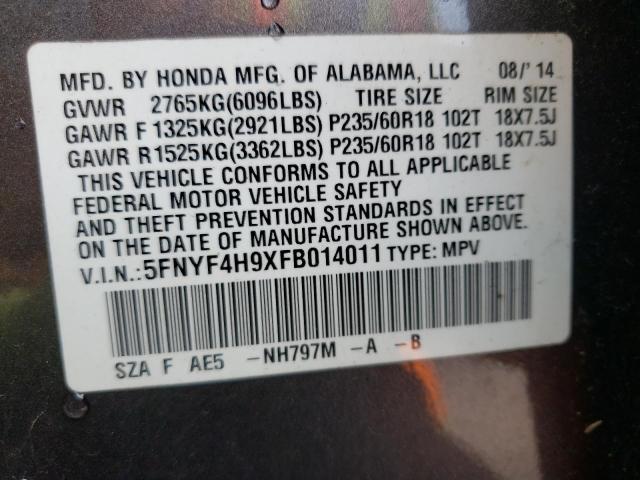 MFD. BY HONDA MFG. OF ALABAMA, LLC 08/'14
GVWR 2765KG(6096LBS) TIRE SIZE RIM SIZE
GAWR F 1325KG(2921LBS) P235/60R18 102T 18X7.5J
GAWR R 1525KG(3362LBS) P235/60R18 102T 18X7.5J
THIS VEHICLE CONFORMS TO ALL APPLICABLE
FEDERAL MOTOR VEHICLE SAFETY
AND THEFT PREVENTION STANDARDS IN EFFECT
ON THE DATE OF MANUFACTURE SHOWN ABOVE.
V.I.N.: 5FNYF4H9XFB014011 TYPE: MPV
SZA F AE5 -NH797M -A -B